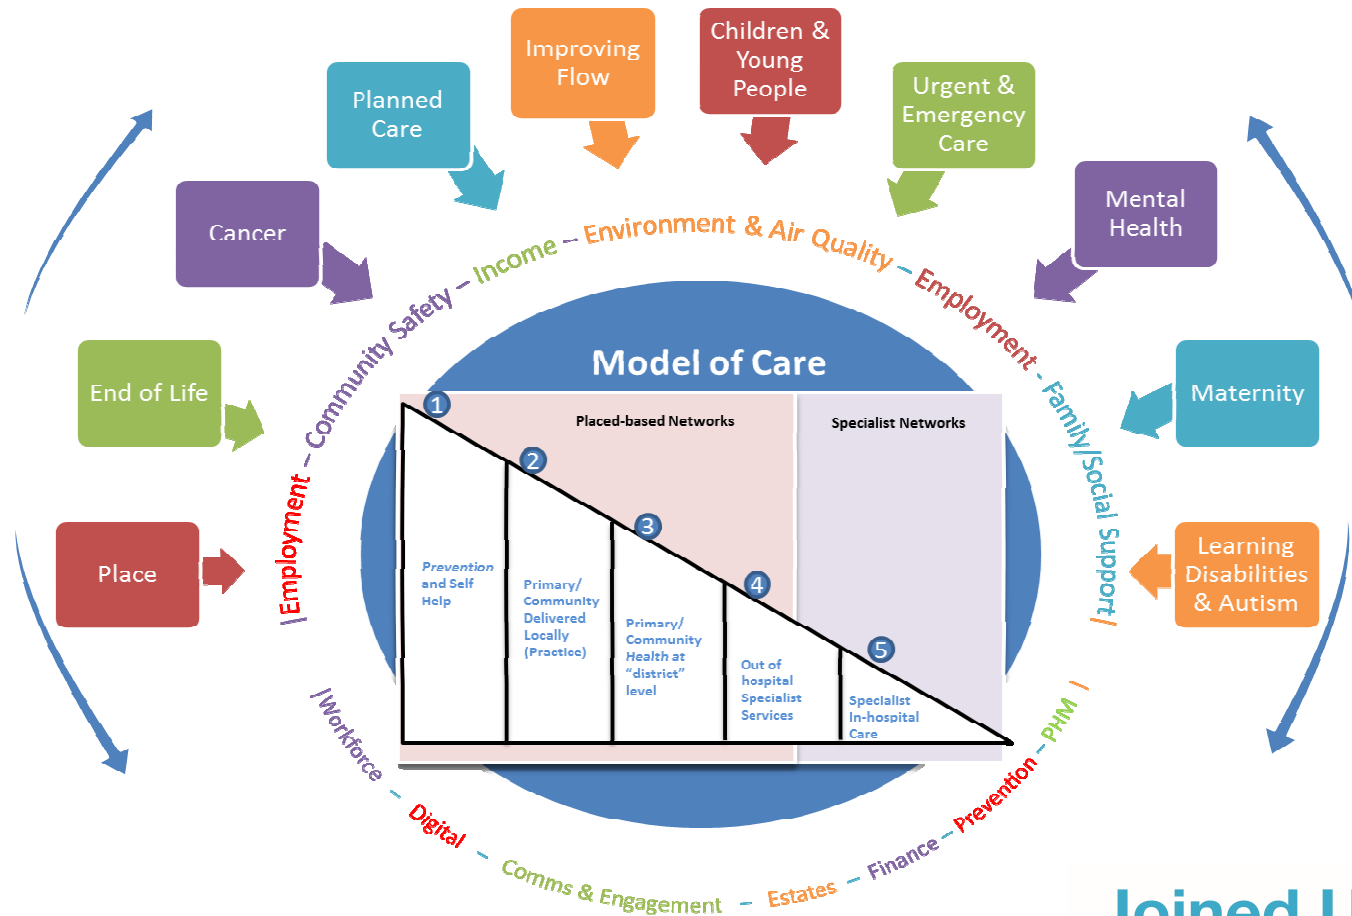 Improving
Flow
Children &
Young
People
Planned
Care
Urgent &
Emergency
Care
Cancer
Mental
Health
End of Life
Maternity
Place
Learning
Disabilities
& Autism
| Employment – Community Safety – Income – Environment & Air Quality – Employment - Family/Social Support |
Model of Care
Placed-based Networks
Specialist Networks
1
2
3
4
5
Prevention
and Self
Help
Primary/
Community
Delivered
Locally
(Practice)
Primary/
Community
Health at
“district”
level
Out of
hospital
Specialist
Services
Specialist
In-hospital
Care
|Workforce – Digital – Comms & Engagement – Estates – Finance – Prevention – PHM |
Joined U